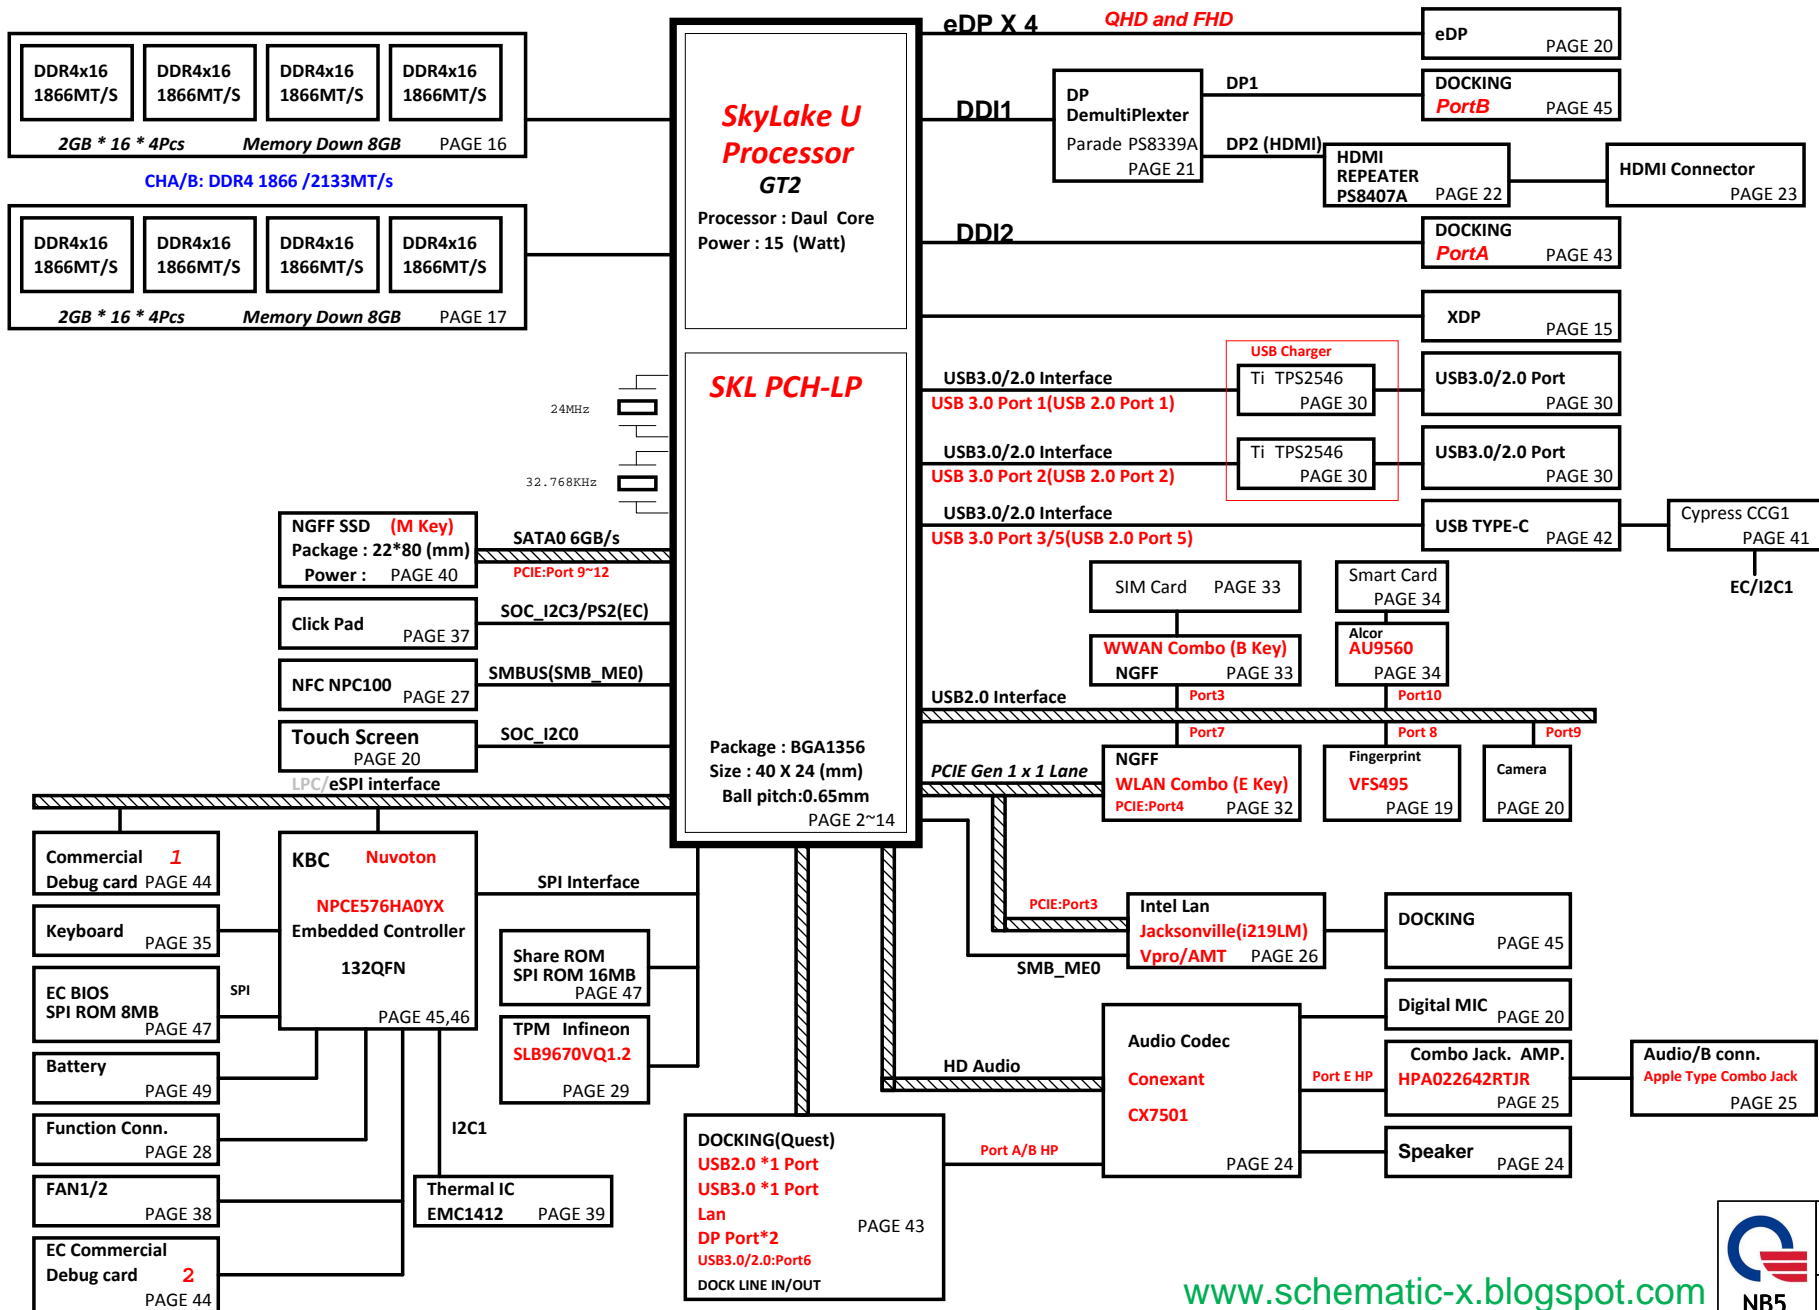 DDR4x16
1866MT/S
DDR4x16
1866MT/S
DDR4x16
1866MT/S
DDR4x16
1866MT/S
2GB * 16 * 4Pcs
Memory Down 8GB
PAGE 16
CHA/B: DDR4 1866 /2133MT/s
DDR4x16
1866MT/S
DDR4x16
1866MT/S
DDR4x16
1866MT/S
DDR4x16
1866MT/S
2GB * 16 * 4Pcs
Memory Down 8GB
PAGE 17
SkyLake U
Processor
GT2
Processor : Daul Core
Power : 15 (Watt)
SKL PCH-LP
Package : BGA1356
Size : 40 X 24 (mm)
Ball pitch:0.65mm
PAGE 2~14
eDP X 4
QHD and FHD
eDP
PAGE 20
DDI1
DP
DemultiPlexter
Parade PS8339A
PAGE 21
DP1
DOCKING
PortB
PAGE 45
DP2 (HDMI)
HDMI
REPEATER
PS8407A
PAGE 22
HDMI Connector
PAGE 23
DDI2
DOCKING
PortA
PAGE 43
XDP
PAGE 15
USB Charger
USB3.0/2.0 Interface
USB 3.0 Port 1(USB 2.0 Port 1)
Ti TPS2546
PAGE 30
USB3.0/2.0 Port
PAGE 30
USB3.0/2.0 Interface
USB 3.0 Port 2(USB 2.0 Port 2)
Ti TPS2546
PAGE 30
USB3.0/2.0 Port
PAGE 30
USB3.0/2.0 Interface
USB 3.0 Port 3/5(USB 2.0 Port 5)
USB TYPE-C
PAGE 42
Cypress CCG1
PAGE 41
EC/I2C1
24MHz
32.768KHz
NGFF SSD (M Key)
Package : 22*80 (mm)
Power :
PAGE 40
SATA0 6GB/s
PCIE:Port 9~12
Click Pad
PAGE 37
SOC_I2C3/PS2(EC)
NFC NPC100
PAGE 27
SMBUS(SMB_ME0)
Touch Screen
PAGE 20
SOC_I2C0
LPC/eSPI interface
SIM Card PAGE 33
WWAN Combo (B Key)
NGFF
PAGE 33
Port3
Smart Card
PAGE 34
Alcor
AU9560
PAGE 34
Port10
USB2.0 Interface
Port7
Port 8
Port9
PCIE Gen 1 x 1 Lane
NGFF
WLAN Combo (E Key)
PCIE:Port4
PAGE 32
Fingerprint
VFS495
PAGE 19
Camera
PAGE 20
Commercial 1
Debug card PAGE 44
Keyboard
PAGE 35
EC BIOS
SPI ROM 8MB
PAGE 47
SPI
Battery
PAGE 49
Function Conn.
PAGE 28
FAN1/2
PAGE 38
EC Commercial
Debug card 2
PAGE 44
KBC Nuvoton
NPCE576HA0YX
Embedded Controller
132QFN
PAGE 45,46
I2C1
Thermal IC
EMC1412
PAGE 39
SPI Interface
Share ROM
SPI ROM 16MB
PAGE 47
TPM Infineon
SLB9670VQ1.2
PAGE 29
PCIE:Port3
SMB_ME0
Intel Lan
Jacksonville(i219LM)
Vpro/AMT PAGE 26
DOCKING
PAGE 45
HD Audio
Audio Codec
Conexant
CX7501
PAGE 24
Digital MIC
PAGE 20
Port E HP
Combo Jack. AMP.
HPA022642RTJR
PAGE 25
Audio/B conn.
Apple Type Combo Jack
PAGE 25
Speaker
PAGE 24
Port A/B HP
DOCKING(Quest)
USB2.0 *1 Port
USB3.0 *1 Port
Lan
DP Port*2
USB3.0/2.0:Port6
DOCK LINE IN/OUT
PAGE 43
www.schematic-x.blogspot.com
NB5